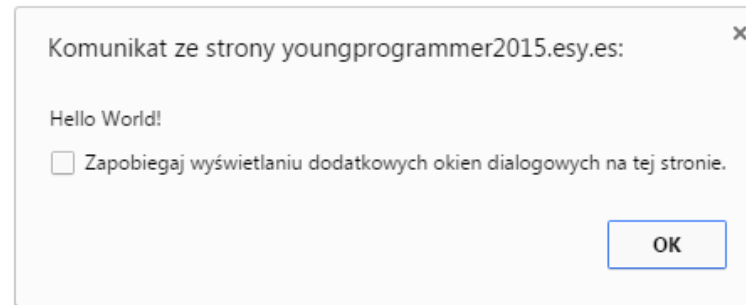 Komunikat ze strony youngprogrammer2015.esy.es:
Hello World!
Zapobiegaj wyświetlaniu dodatkowych okien dialogowych na tej stronie.
OK